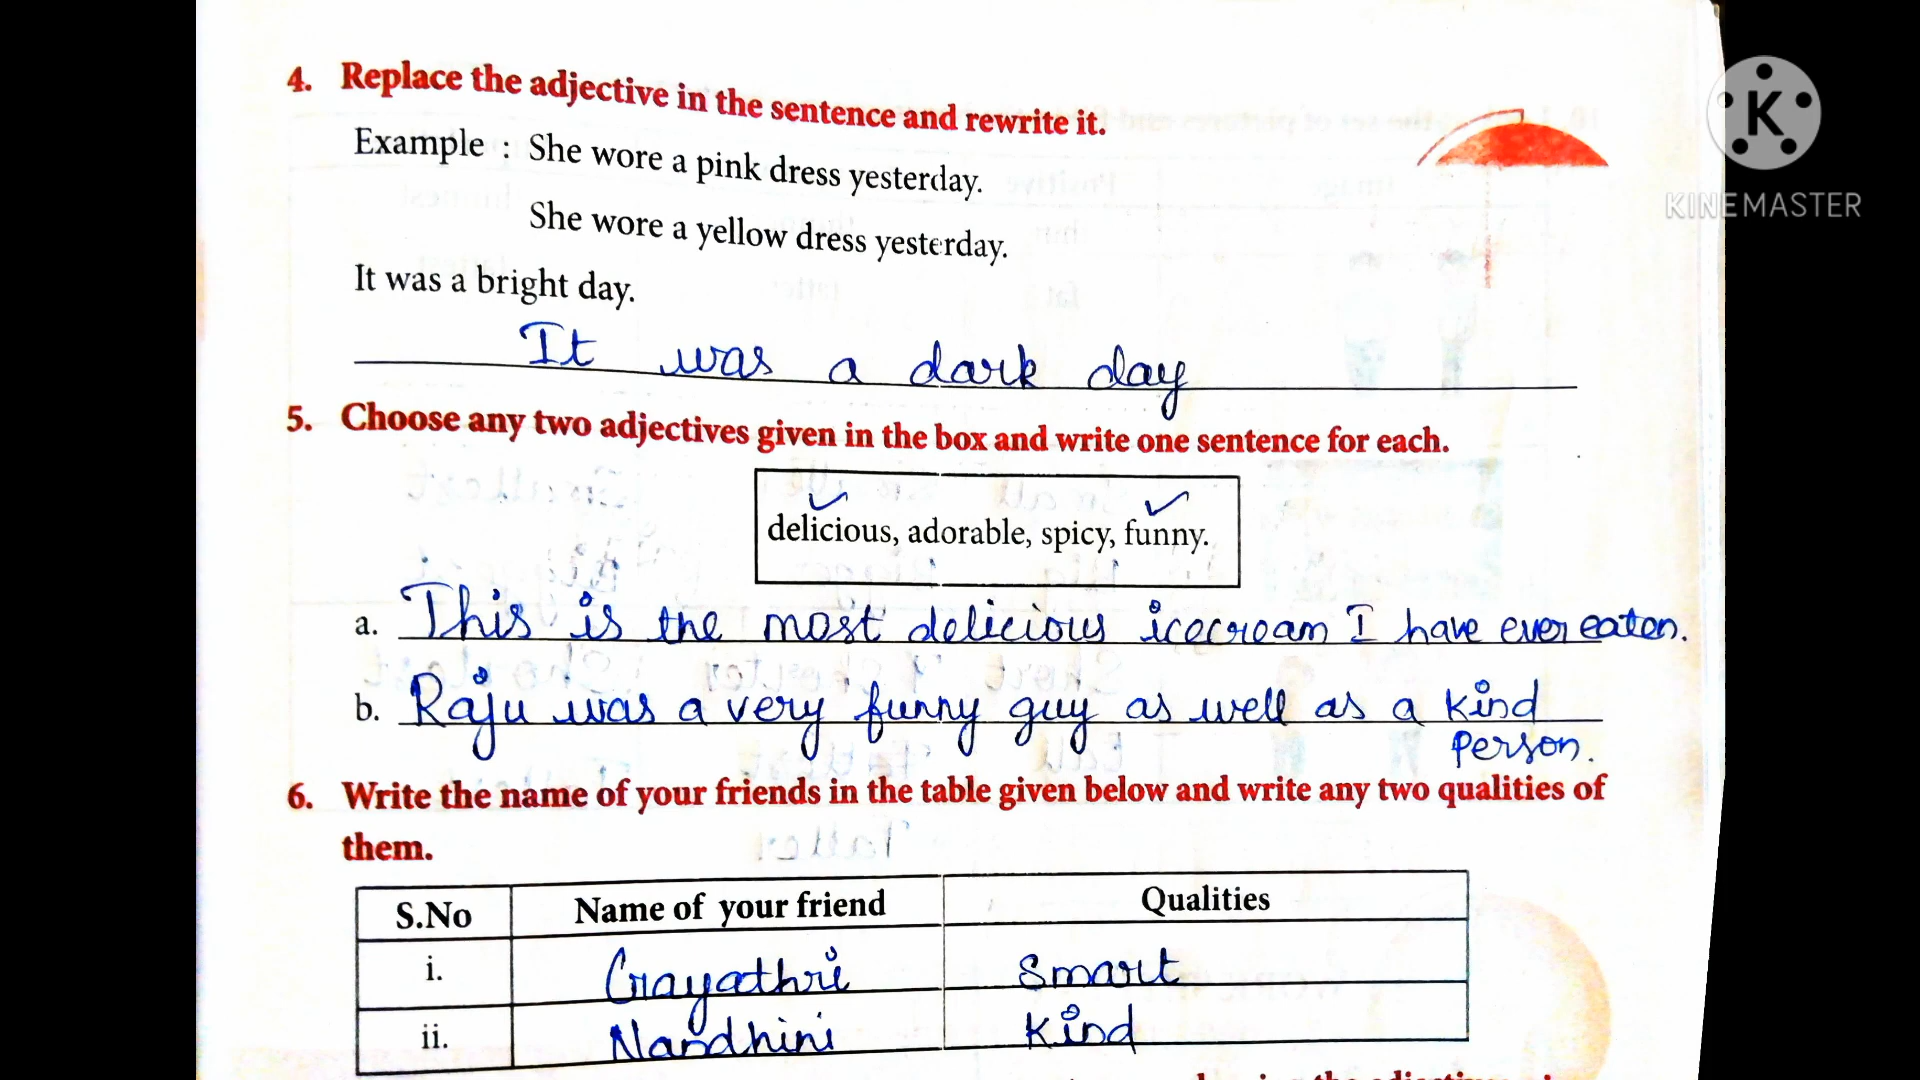 4. Replace the adjective in the sentence and rewrite it.
Example : She wore a pink dress yesterday.
She wore a yellow dress yesterday.
It was a bright day.
It was a dark day
5. Choose any two adjectives given in the box and write one sentence for each.
delicious, adorable, spicy, funny.
a. This is the most delicious icecream I have ever eaten.
b. Raju was a very funny guy as well as a kind
person.
6. Write the name of your friends in the table given below and write any two qualities of
them.
S.No Name of your friend Qualities
i. Gayathri Smart
ii. Nandhini Kind
K
KINEMASTER